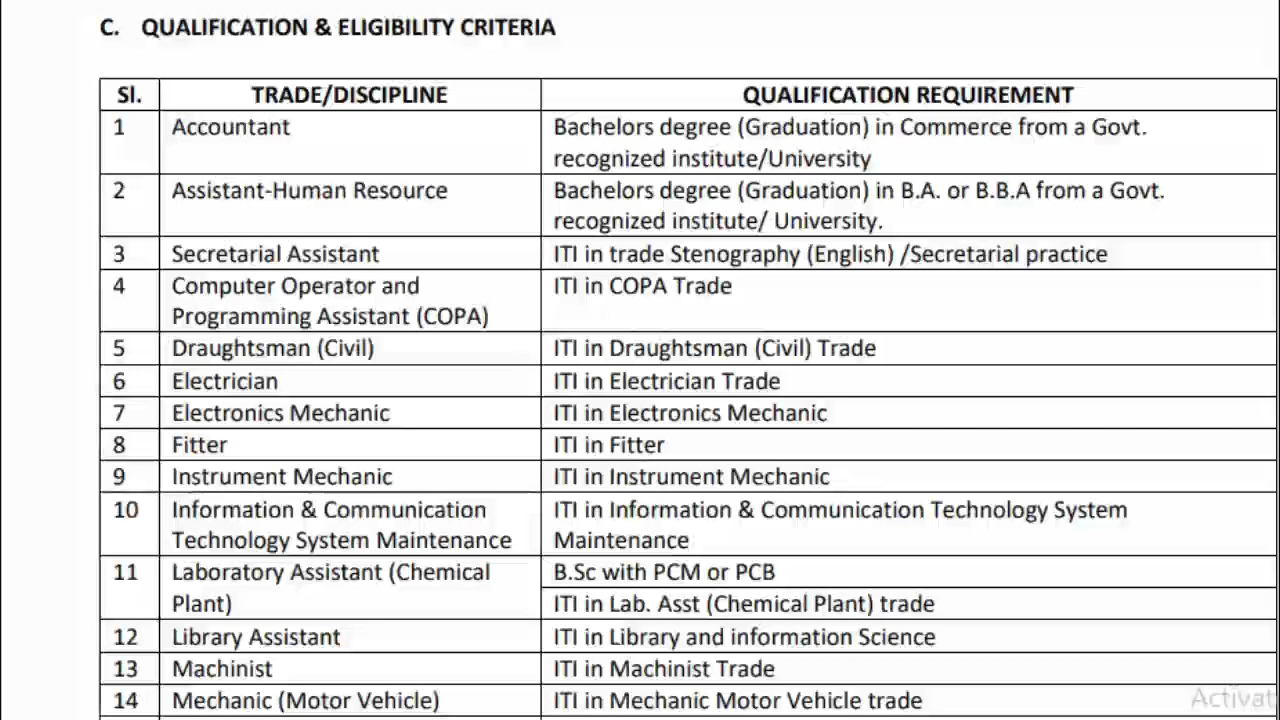 C. QUALIFICATION & ELIGIBILITY CRITERIA
Sl. TRADE/DISCIPLINE QUALIFICATION REQUIREMENT
1 Accountant Bachelors degree (Graduation) in Commerce from a Govt.
recognized institute/University
2 Assistant-Human Resource Bachelors degree (Graduation) in B.A. or B.B.A from a Govt.
recognized institute/ University.
3 Secretarial Assistant ITI in trade Stenography (English) /Secretarial practice
4 Computer Operator and ITI in COPA Trade
Programming Assistant (COPA)
5 Draughtsman (Civil) ITI in Draughtsman (Civil) Trade
6 Electrician ITI in Electrician Trade
7 Electronics Mechanic ITI in Electronics Mechanic
8 Fitter ITI in Fitter
9 Instrument Mechanic ITI in Instrument Mechanic
10 Information & Communication ITI in Information & Communication Technology System
Technology System Maintenance Maintenance
11 Laboratory Assistant (Chemical B.Sc with PCM or PCB
Plant) ITI in Lab. Asst (Chemical Plant) trade
12 Library Assistant ITI in Library and information Science
13 Machinist ITI in Machinist Trade
14 Mechanic (Motor Vehicle) ITI in Mechanic Motor Vehicle trade
Activat